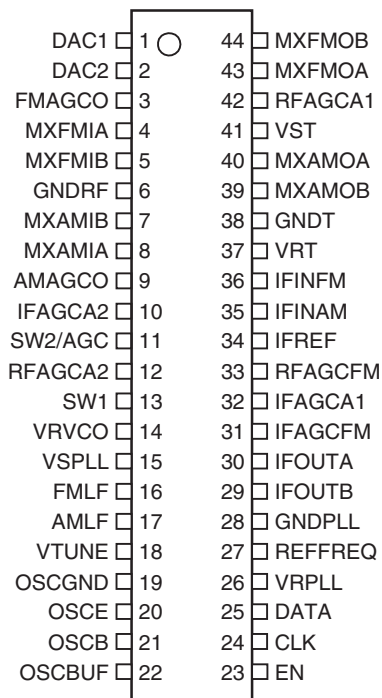 DAC1 1 44 MXFMOB
DAC2 2 43 MXFMOA
FMAGCO 3 42 RFAGCA1
MXFMIA 4 41 VST
MXFMIB 5 40 MXAMOA
GNDRF 6 39 MXAMOB
MXAMIB 7 38 GNDT
MXAMIA 8 37 VRT
AMAGCO 9 36 IFINFM
IFAGCA2 10 35 IFINAM
SW2/AGC 11 34 IFREF
RFAGCA2 12 33 RFAGCFM
SW1 13 32 IFAGCA1
VRVCO 14 31 IFAGCFM
VSPLL 15 30 IFOUTA
FMLF 16 29 IFOUTB
AMLF 17 28 GNDPLL
VTUNE 18 27 REFFREQ
OSCGND 19 26 VRPLL
OSCE 20 25 DATA
OSCB 21 24 CLK
OSCBUF 22 23 EN